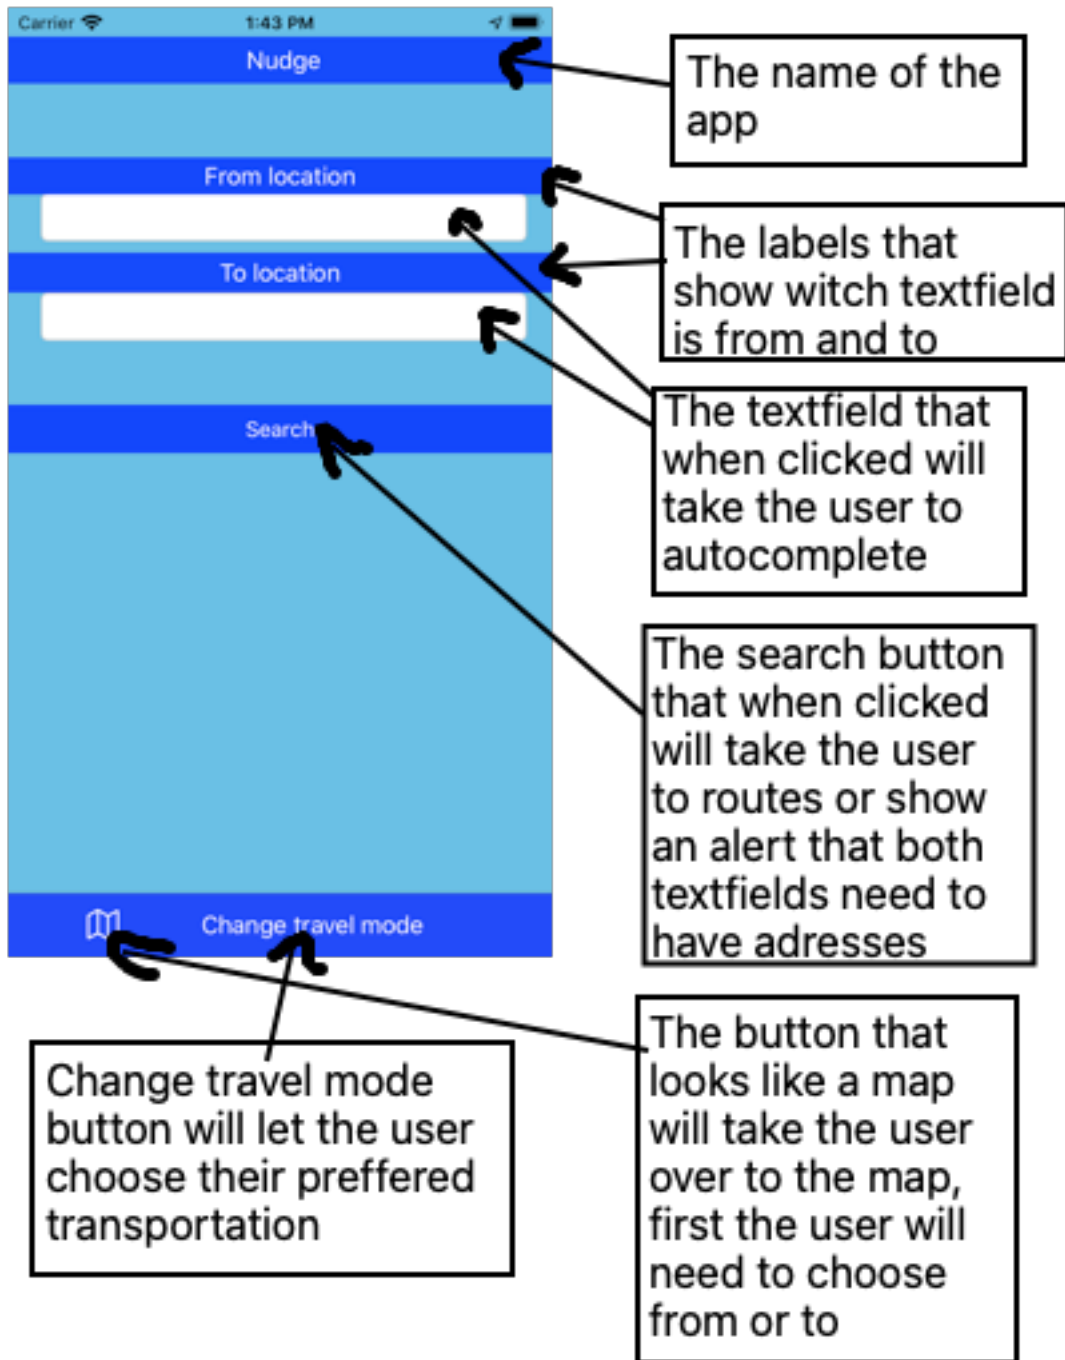 Carrier
1:43 PM
Nudge
The name of the
app
From location
To location
The labels that
show witch textfield
is from and to
The textfield that
when clicked will
take the user to
autocomplete
Search
The search button
that when clicked
will take the user
to routes or show
an alert that both
textfields need to
have adresses
Change travel mode
Change travel mode
button will let the user
choose their preffered
transportation
The button that
looks like a map
will take the user
over to the map,
first the user will
need to choose
from or to